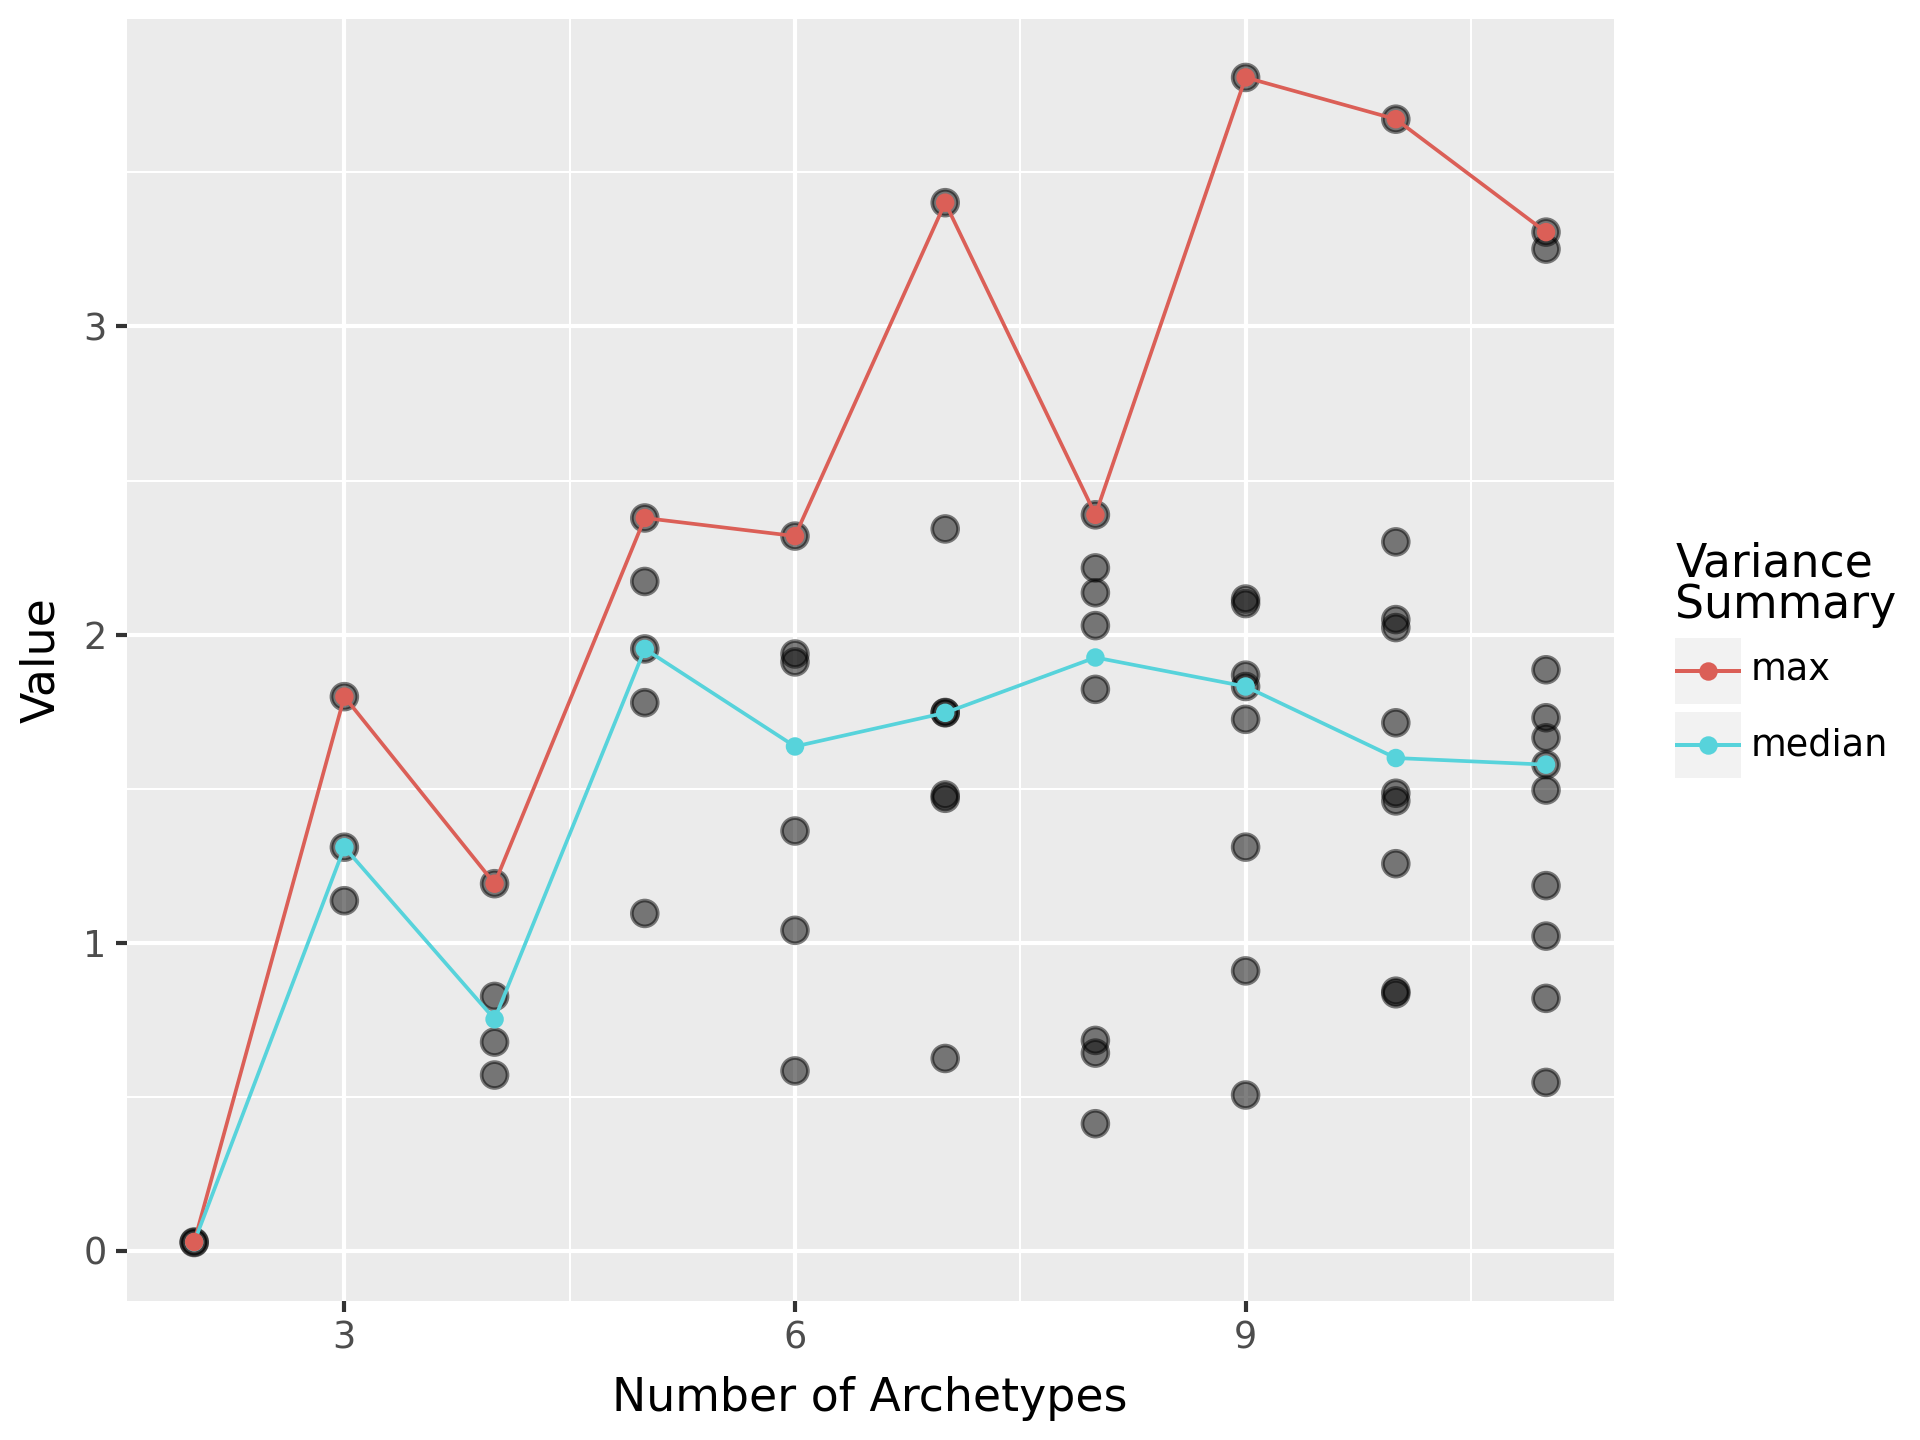 3
2
1
0
3
6
9
Number of Archetypes
Value
Variance
Summary
max
median